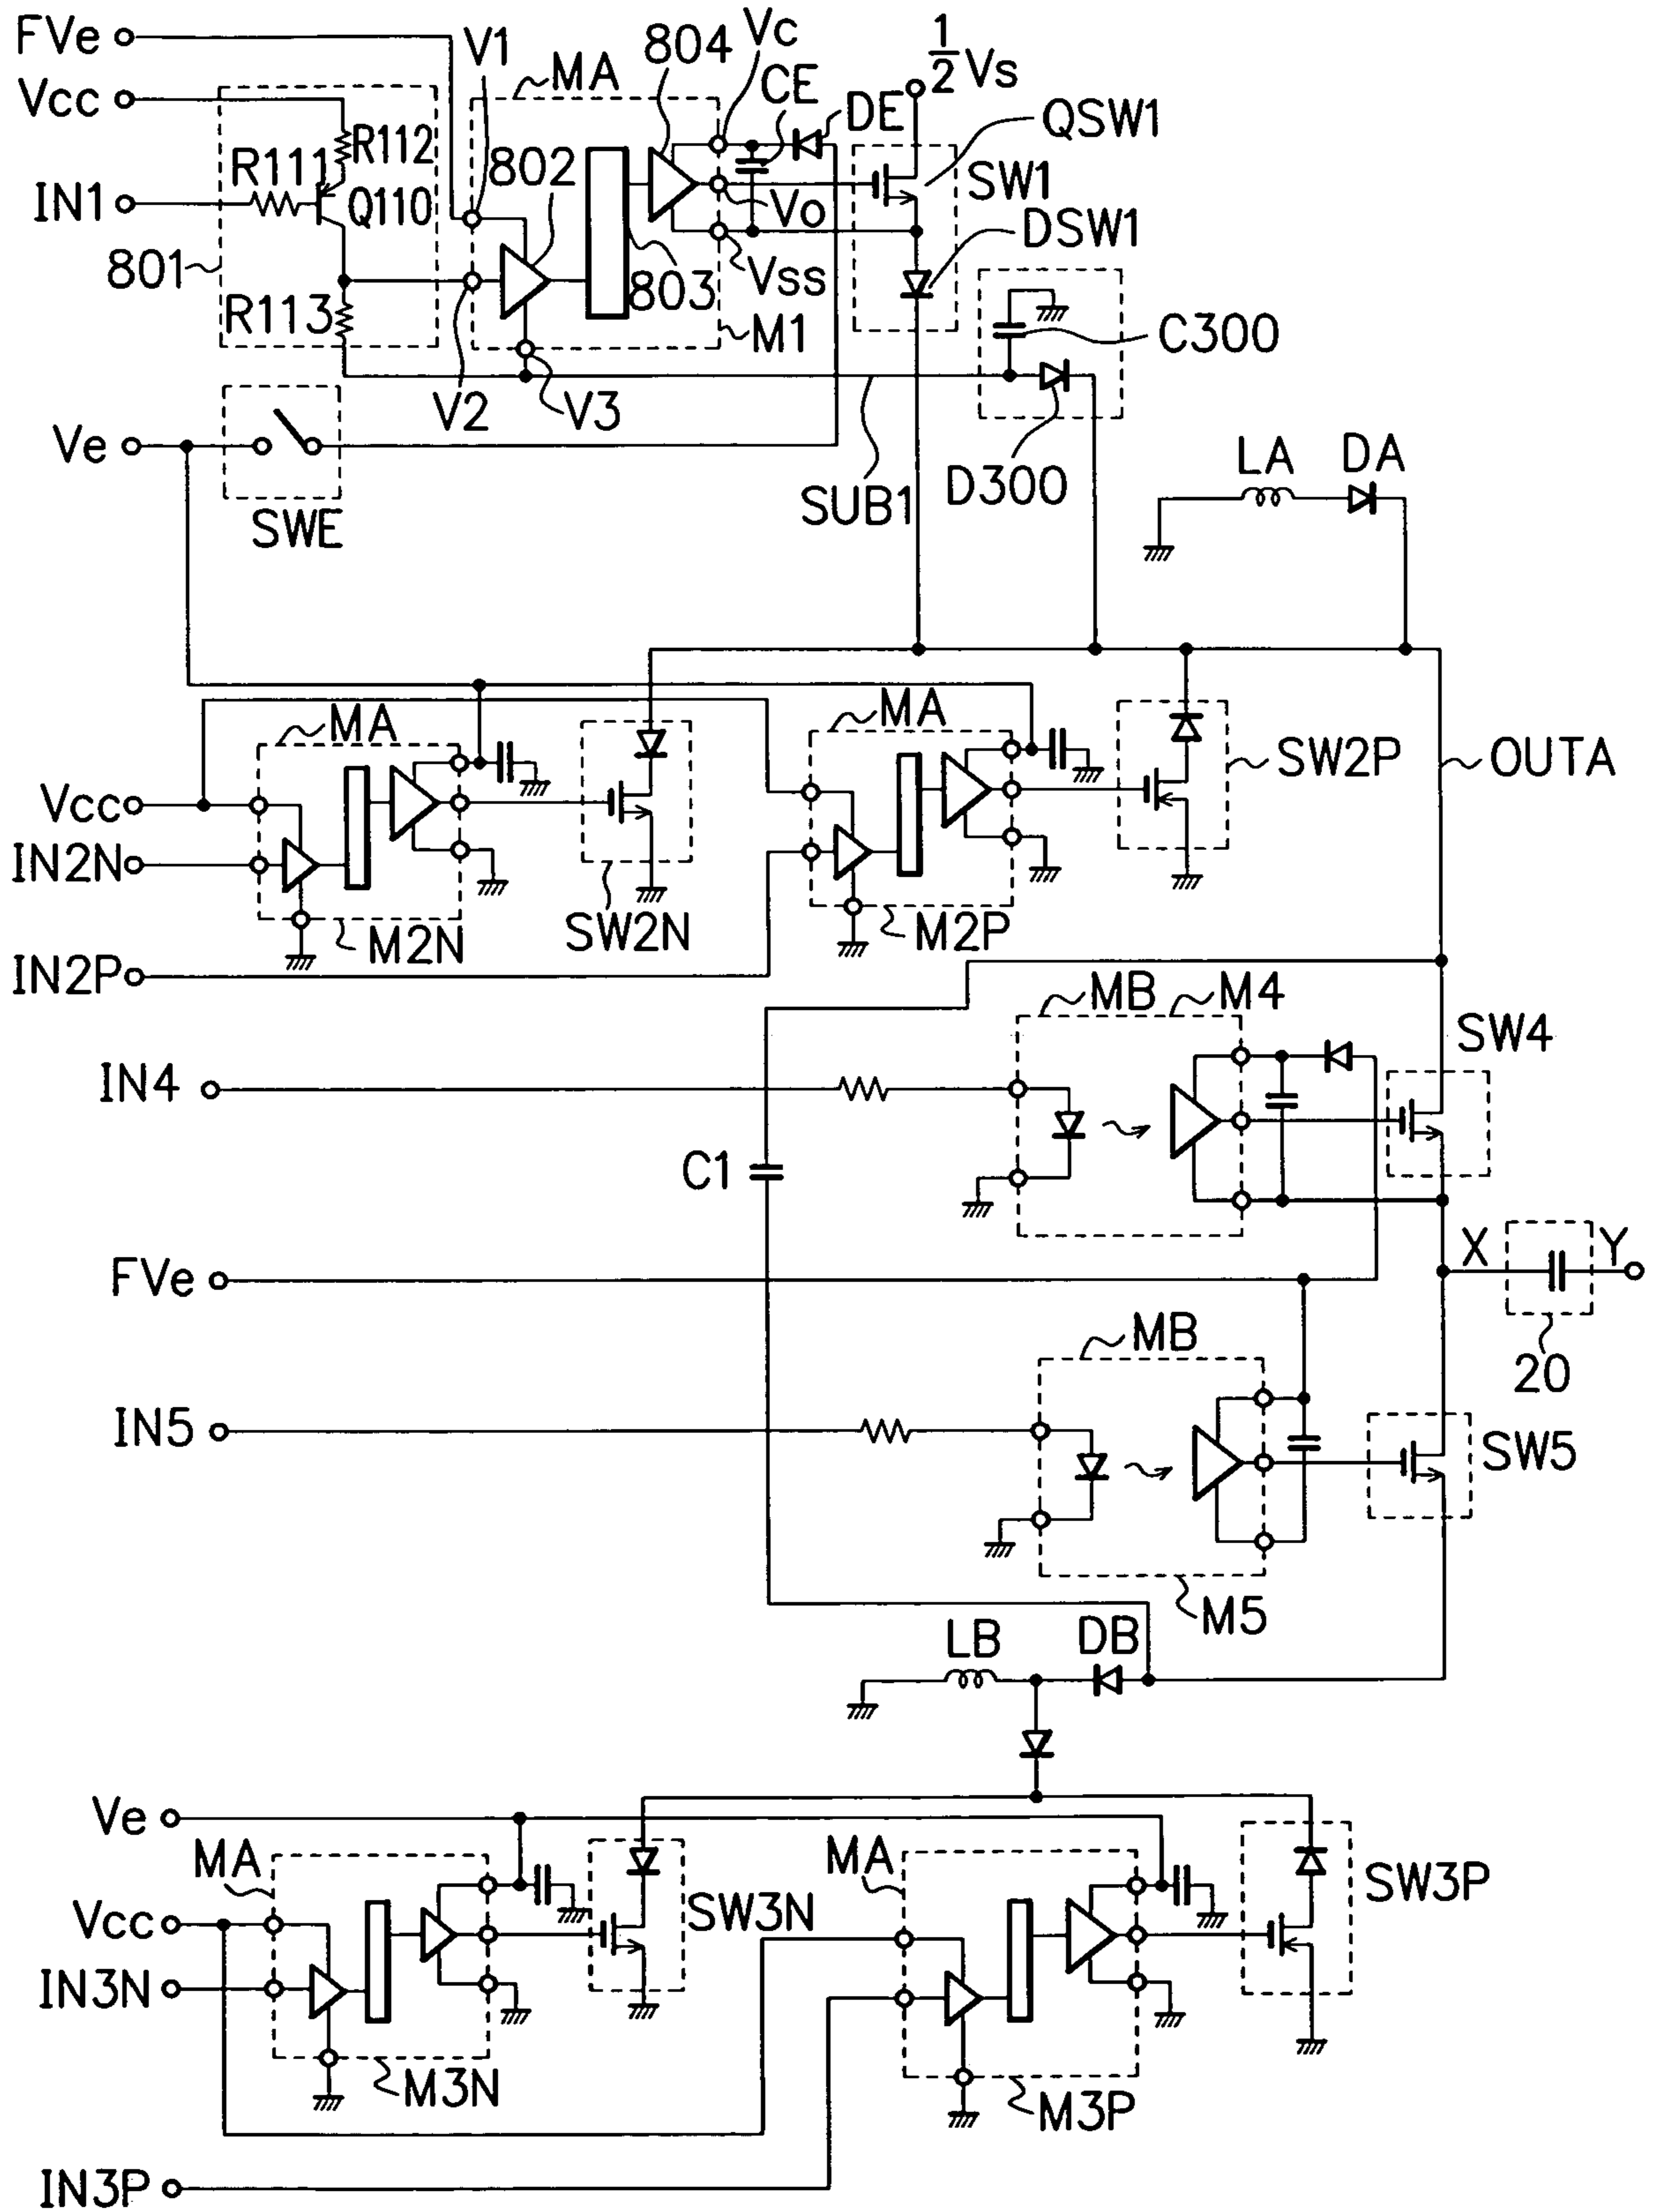 FVe
Vcc
IN1
801
R111
R112
Q110
R113
V1
MA
802
804
Vc
CE
DE
1/2 Vs
QSW1
SW1
Vo
DSW1
Vss
803
M1
C300
V2
V3
Ve
SWE
SUB1
D300
LA
DA
MA
MA
SW2P
OUTA
Vcc
IN2N
SW2N
M2N
M2P
IN2P
MB
M4
SW4
IN4
C1
X
Y
FVe
20
MB
IN5
SW5
M5
LB
DB
Ve
MA
MA
SW3P
SW3N
Vcc
IN3N
M3N
M3P
IN3P